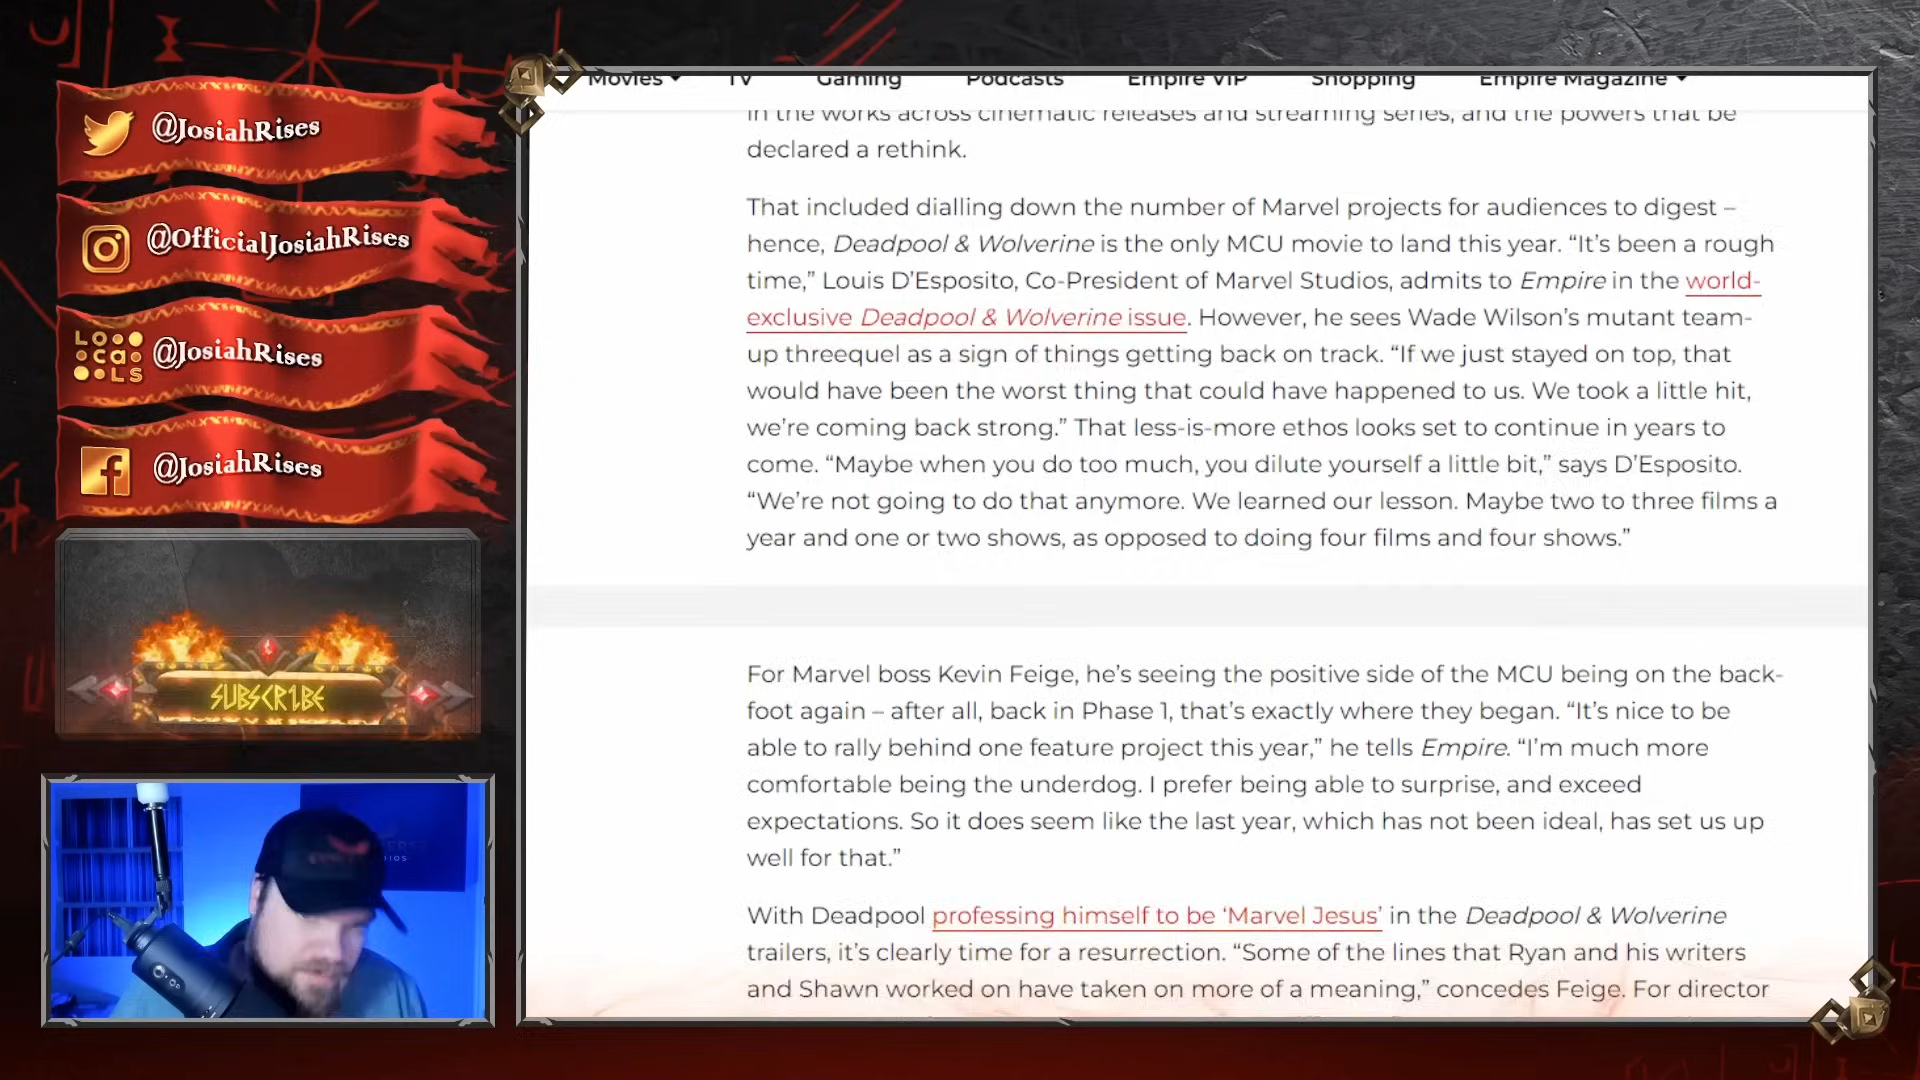 @JosiahRises
@OfficialJosiahRises
LOCALS
@JosiahRises
@JosiahRises
SUBSCRIBE
Movies TV Gaming Podcasts Empire VIP Shopping Empire Magazine
in the works across cinematic releases and streaming series, and the powers that be
declared a rethink.
That included dialling down the number of Marvel projects for audiences to digest –
hence, Deadpool & Wolverine is the only MCU movie to land this year. “It’s been a rough
time,” Louis D’Esposito, Co-President of Marvel Studios, admits to Empire in the world-
exclusive Deadpool & Wolverine issue. However, he sees Wade Wilson’s mutant team-
up threequel as a sign of things getting back on track. “If we just stayed on top, that
would have been the worst thing that could have happened to us. We took a little hit,
we’re coming back strong.” That less-is-more ethos looks set to continue in years to
come. “Maybe when you do too much, you dilute yourself a little bit,” says D’Esposito.
“We’re not going to do that anymore. We learned our lesson. Maybe two to three films a
year and one or two shows, as opposed to doing four films and four shows.”
For Marvel boss Kevin Feige, he’s seeing the positive side of the MCU being on the back-
foot again – after all, back in Phase 1, that’s exactly where they began. “It’s nice to be
able to rally behind one feature project this year,” he tells Empire. “I’m much more
comfortable being the underdog. I prefer being able to surprise, and exceed
expectations. So it does seem like the last year, which has not been ideal, has set us up
well for that.”
With Deadpool professing himself to be ‘Marvel Jesus’ in the Deadpool & Wolverine
trailers, it’s clearly time for a resurrection. “Some of the lines that Ryan and his writers
and Shawn worked on have taken on more of a meaning,” concedes Feige. For director